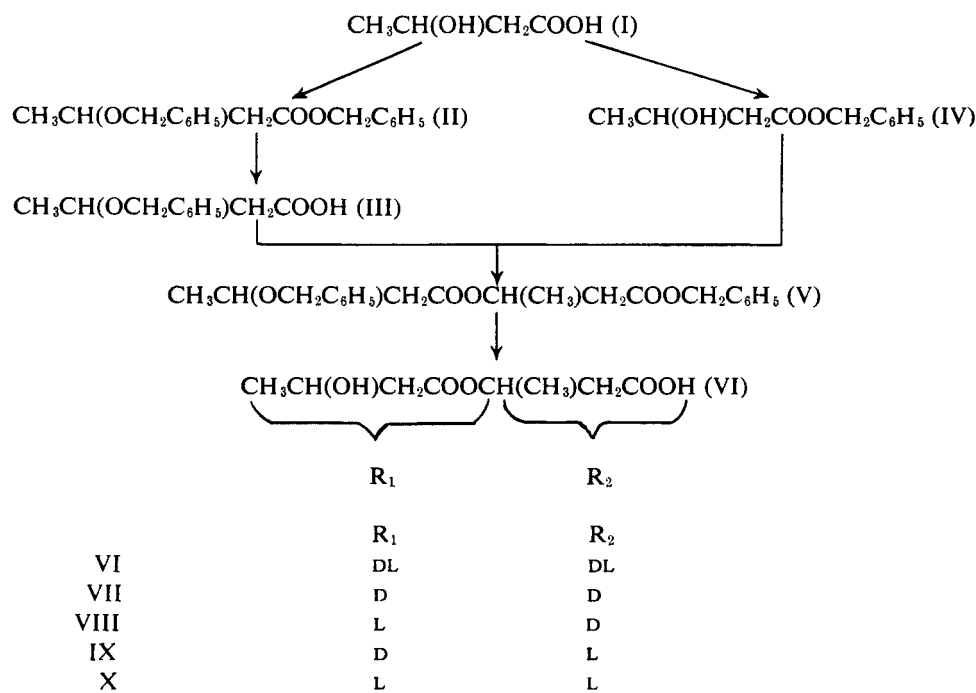 CH₃CH(OH)CH₂COOH (I)
CH₃CH(OCH₂C₆H₅)CH₂COOCH₂C₆H₅ (II) CH₃CH(OH)CH₂COOCH₂C₆H₅ (IV)
CH₃CH(OCH₂C₆H₅)CH₂COOH (III)
CH₃CH(OCH₂C₆H₅)CH₂COOCH(CH₃)CH₂COOCH₂C₆H₅ (V)
CH₃CH(OH)CH₂COOCH(CH₃)CH₂COOH (VI)
R₁ R₂
R₁ R₂
VI DL DL
VII D D
VIII L D
IX D L
X L L